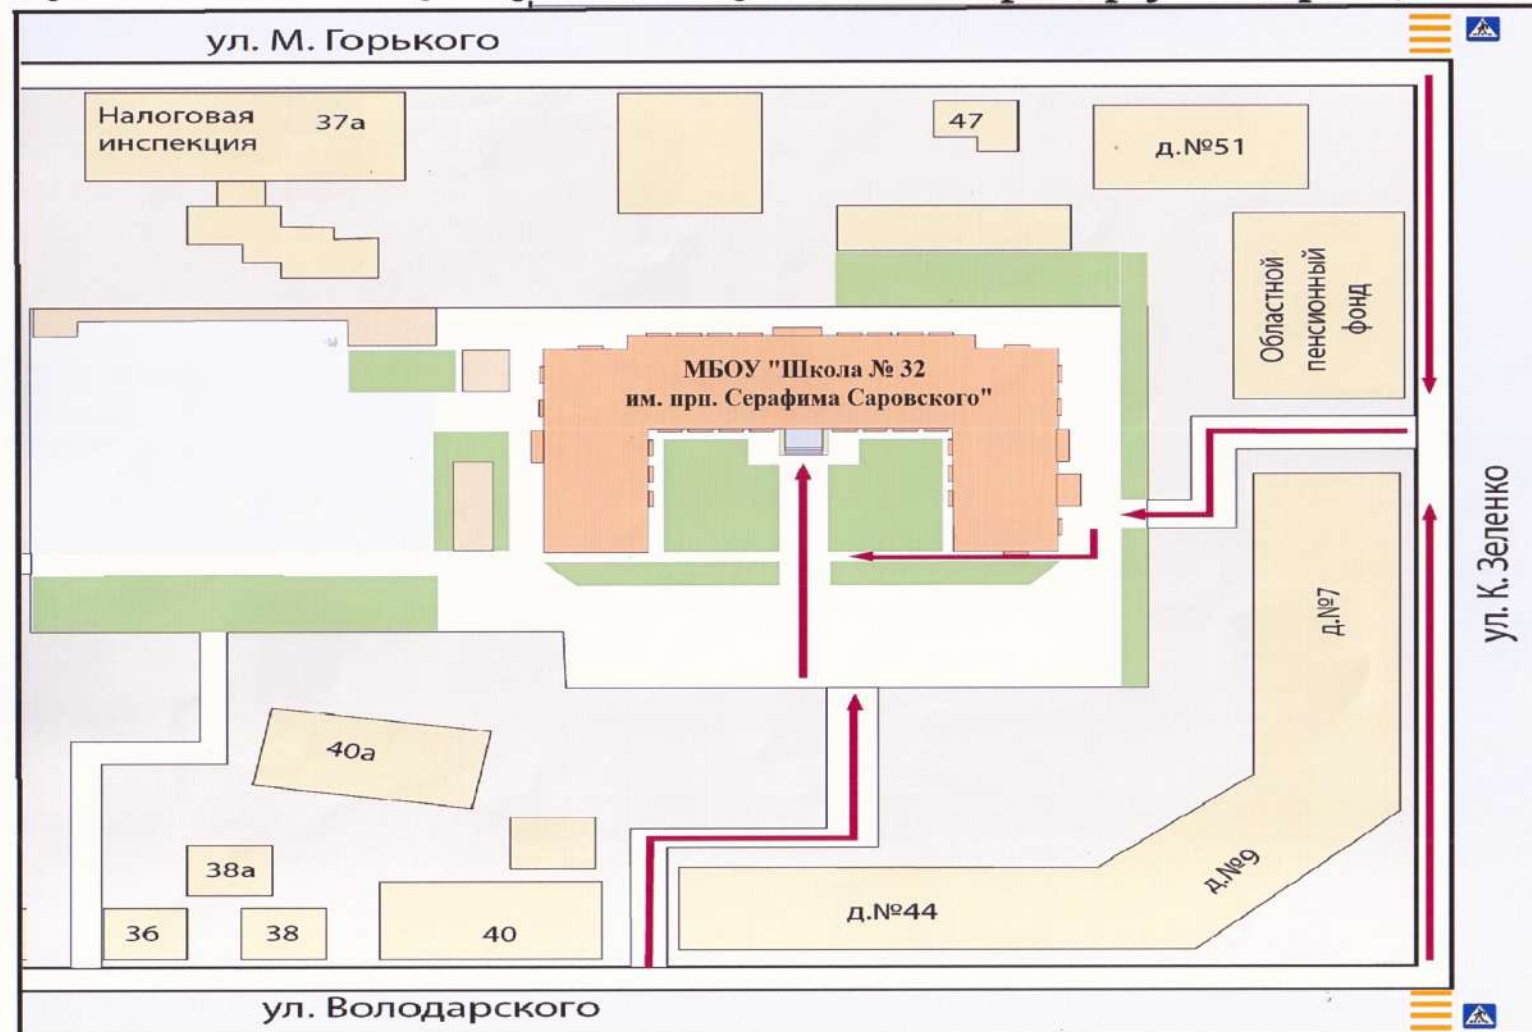 ул. М. Горького
Налоговая
инспекция
37а
47
д.№51
Областной
пенсионный
фонд
МБОУ "Школа № 32
им. прп. Серафима Саровского"
ул. К. Зеленко
д.№7
40а
38а
д.№9
36
38
40
д.№44
ул. Володарского